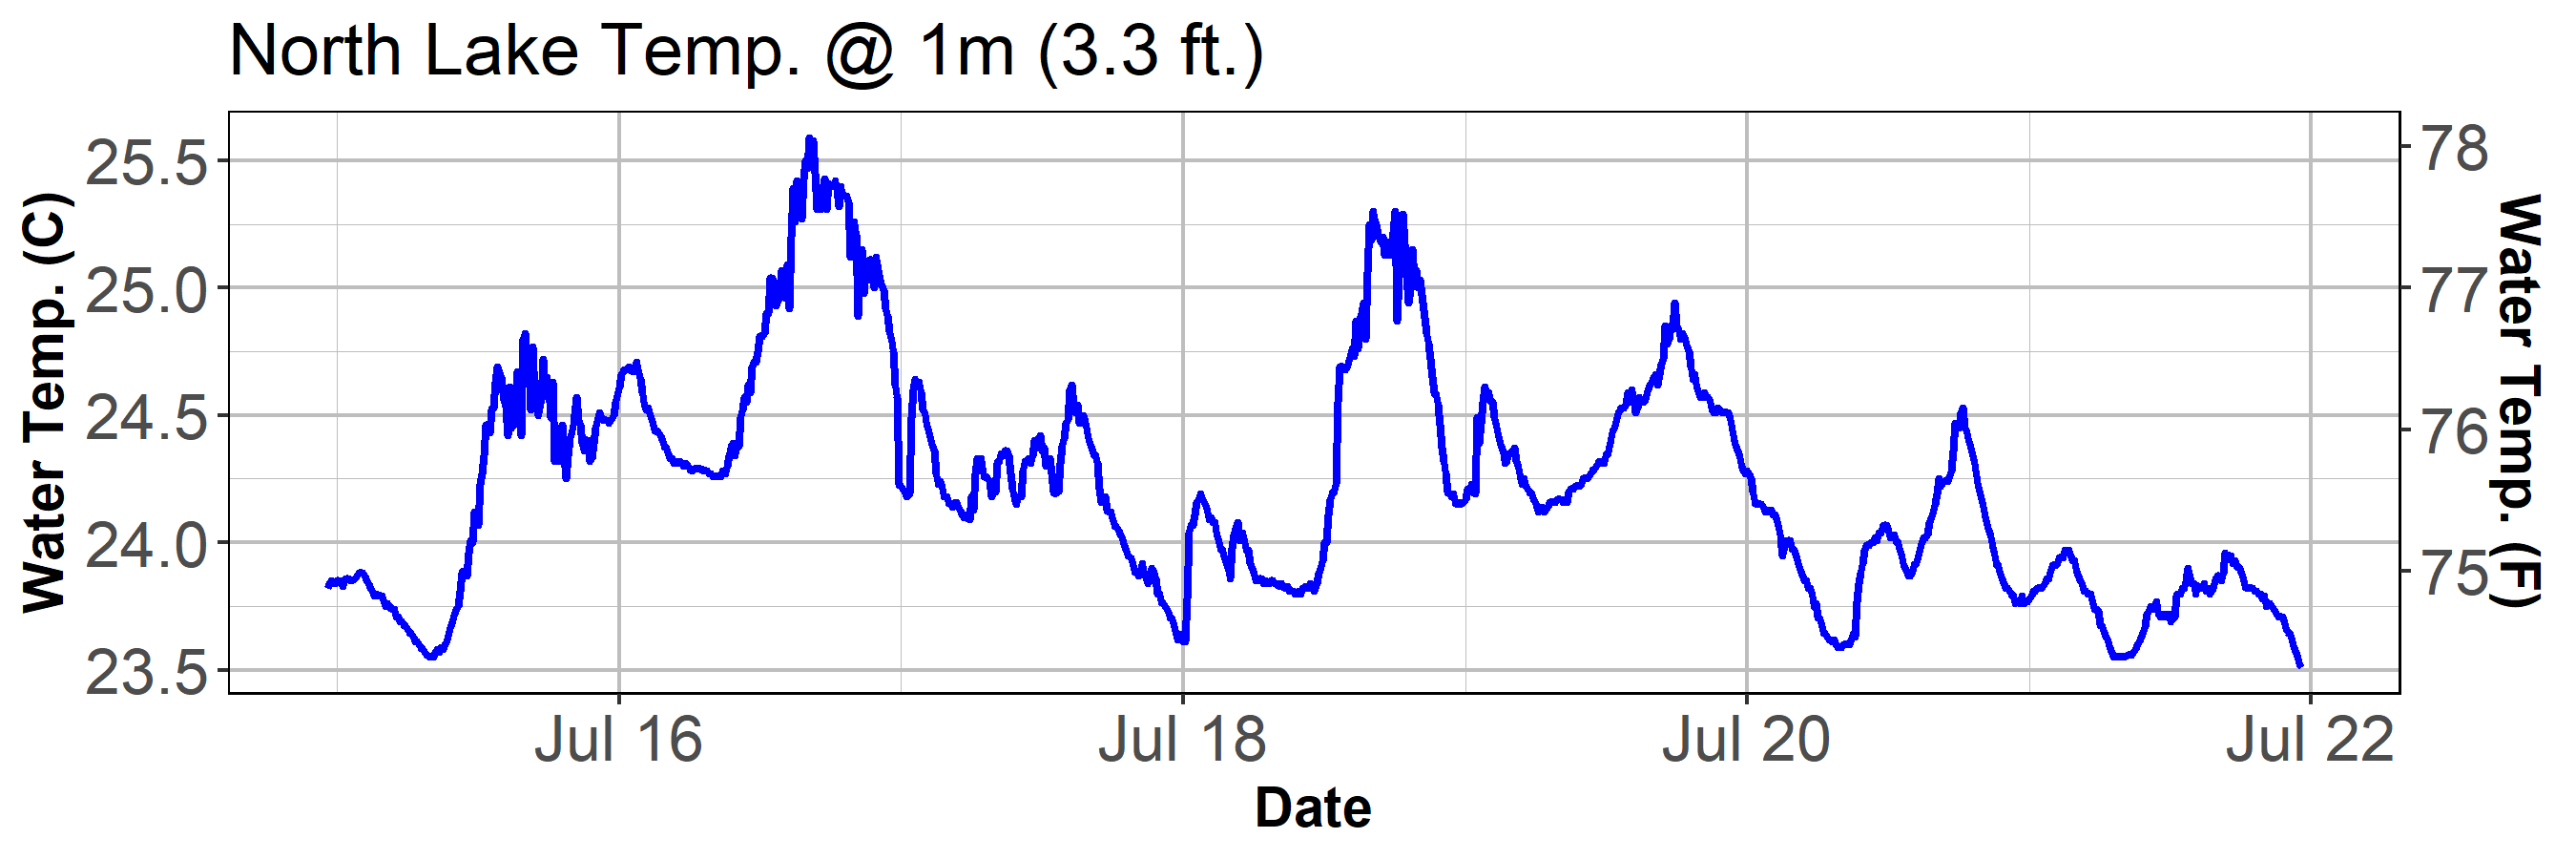 North Lake Temp. @ 1m (3.3 ft.)
Water Temp. (C)
25.5
25.0
24.5
24.0
23.5
78
77
76
75
Water Temp. (F)
Jul 16 Jul 18 Jul 20 Jul 22
Date